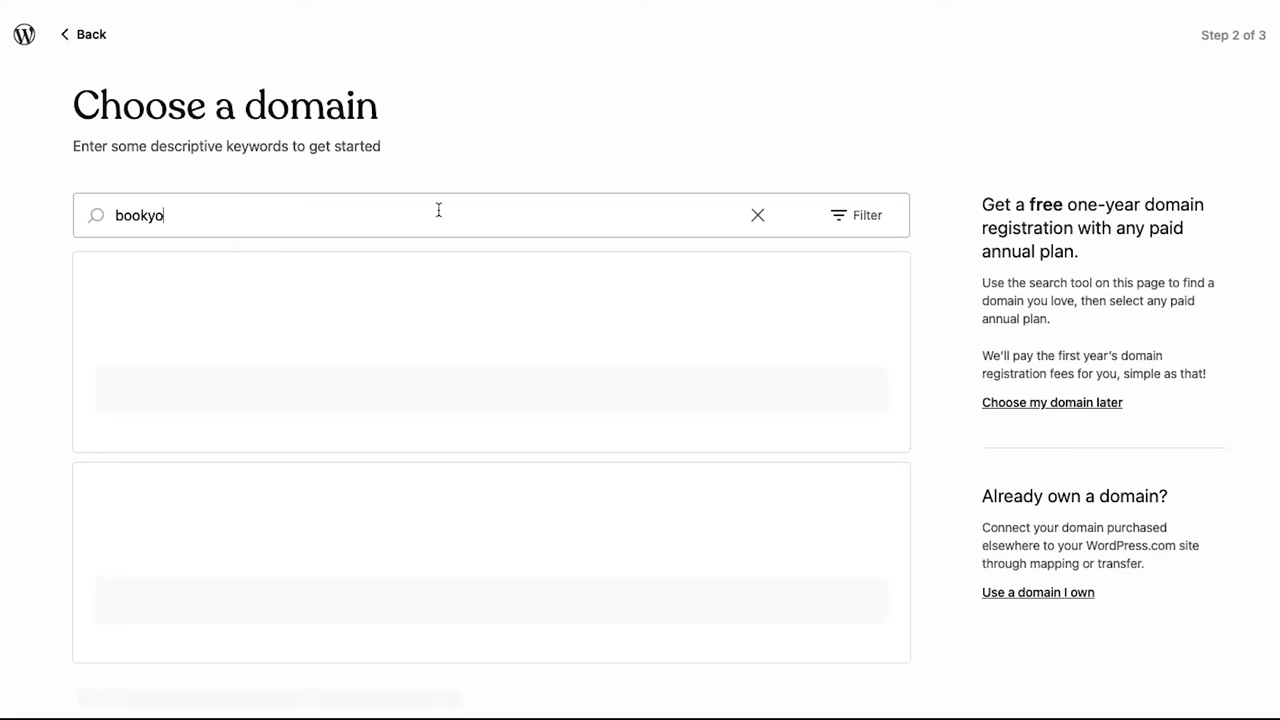 Back
Step 2 of 3
Choose a domain
Enter some descriptive keywords to get started
bookyo
Filter
Get a free one-year domain
registration with any paid
annual plan.
Use the search tool on this page to find a
domain you love, then select any paid
annual plan.
We'll pay the first year's domain
registration fees for you, simple as that!
Choose my domain later
Already own a domain?
Connect your domain purchased
elsewhere to your WordPress.com site
through mapping or transfer.
Use a domain I own